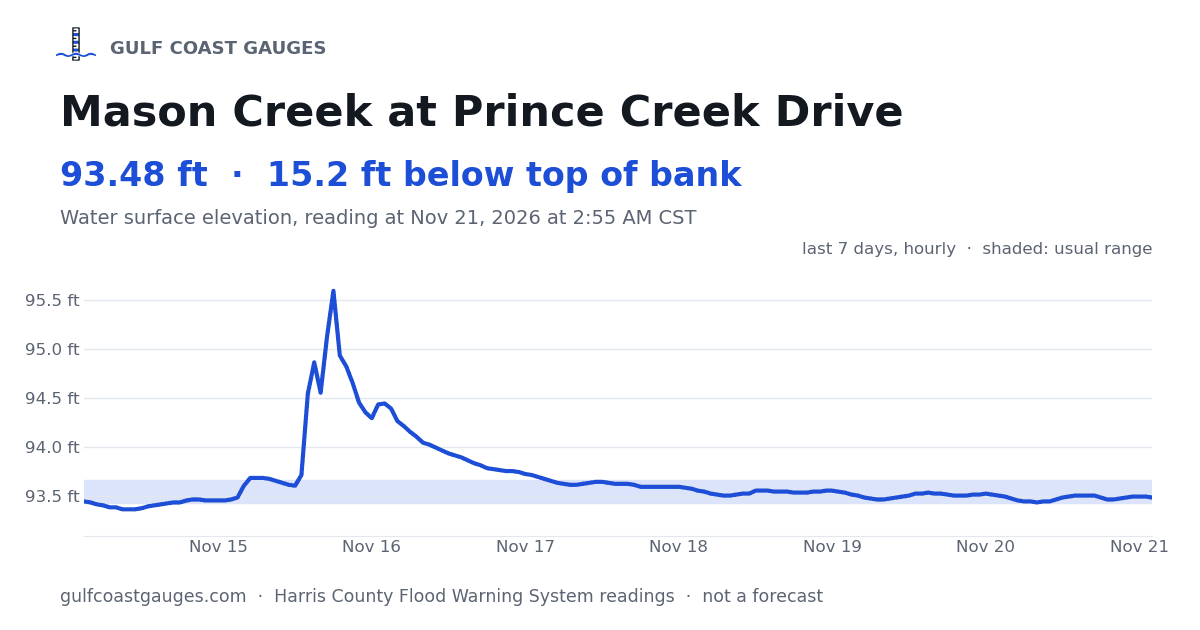 GULF COAST GAUGES
Mason Creek at Prince Creek Drive
93.48 ft · 15.2 ft below top of bank
Water surface elevation, reading at Nov 21, 2026 at 2:55 AM CST
last 7 days, hourly · shaded: usual range
95.5 ft
95.0 ft
94.5 ft
94.0 ft
93.5 ft
Nov 15 Nov 16 Nov 17 Nov 18 Nov 19 Nov 20 Nov 21
gulfcoastgauges.com · Harris County Flood Warning System readings · not a forecast